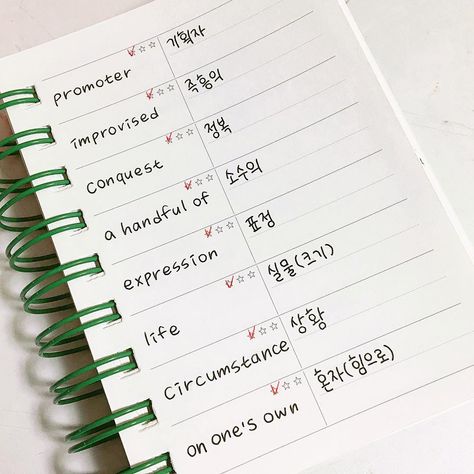 promoter 기획자
improvised 즉흥의
conquest 정복
a handful of 소수의
expression 표정
life 실물(크기)
circumstance 상황
on one's own 혼자(힘으로)